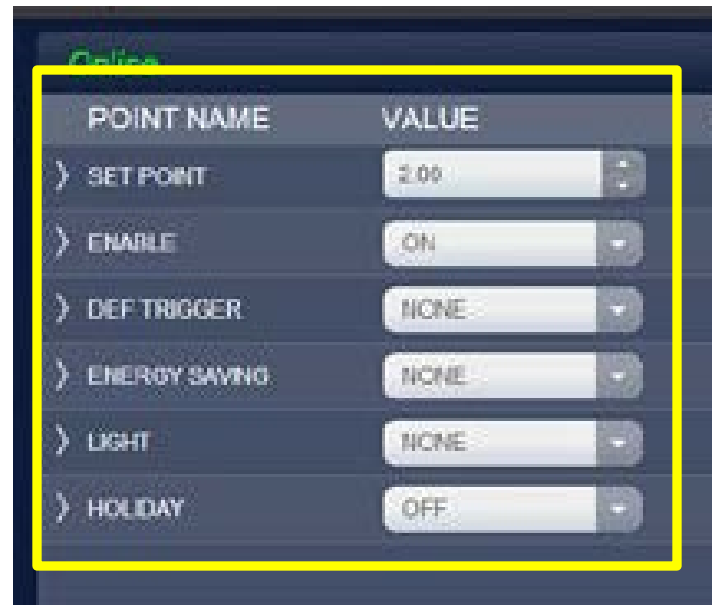 Online
POINT NAME VALUE
SET POINT 2.00
ENABLE ON
DEF TRIGGER NONE
ENERGY SAVING NONE
LIGHT NONE
HOLIDAY OFF